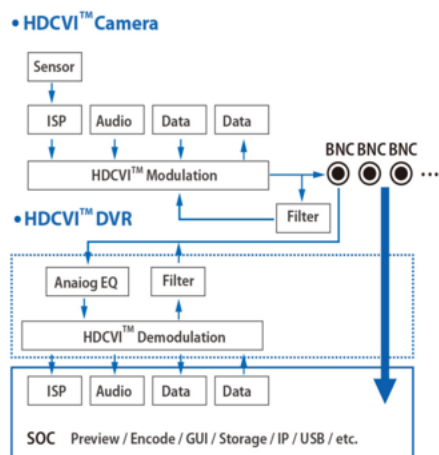 • HDCVI™ Camera
Sensor
ISP Audio Data Data
HDCVI™ Modulation
BNC BNC BNC
...
Filter
• HDCVI™ DVR
Anaiog EQ Filter
HDCVI™ Demodulation
ISP Audio Data Data
SOC Preview / Encode / GUI / Storage / IP / USB / etc.